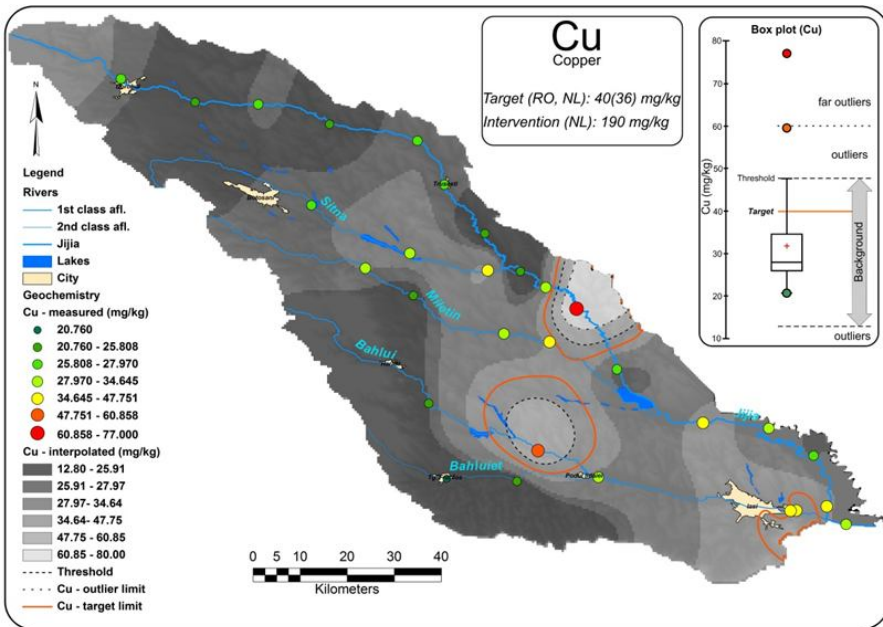 Cu
Copper
Target (RO, NL): 40(36) mg/kg
Intervention (NL): 190 mg/kg
Box plot (Cu)
80
70
60
50
40
30
20
10
Cu (mg/kg)
far outliers
outliers
Threshold
Target
Background
outliers
N
Legend
Rivers
1st class afl.
2nd class afl.
Jijia
Lakes
City
Geochemistry
Cu - measured (mg/kg)
20.760
20.760 - 25.808
25.808 - 27.970
27.970 - 34.645
34.645 - 47.751
47.751 - 60.858
60.858 - 77.000
Cu - interpolated (mg/kg)
12.80 - 25.91
25.91 - 27.97
27.97- 34.64
34.64 - 47.75
47.75 - 60.85
60.85 - 80.00
Threshold
Cu - outlier limit
Cu - target limit
Sitna
Miletin
Bahlui
Bahluiet
Jijia
Iasi
0 5 10 20 30 40
Kilometers